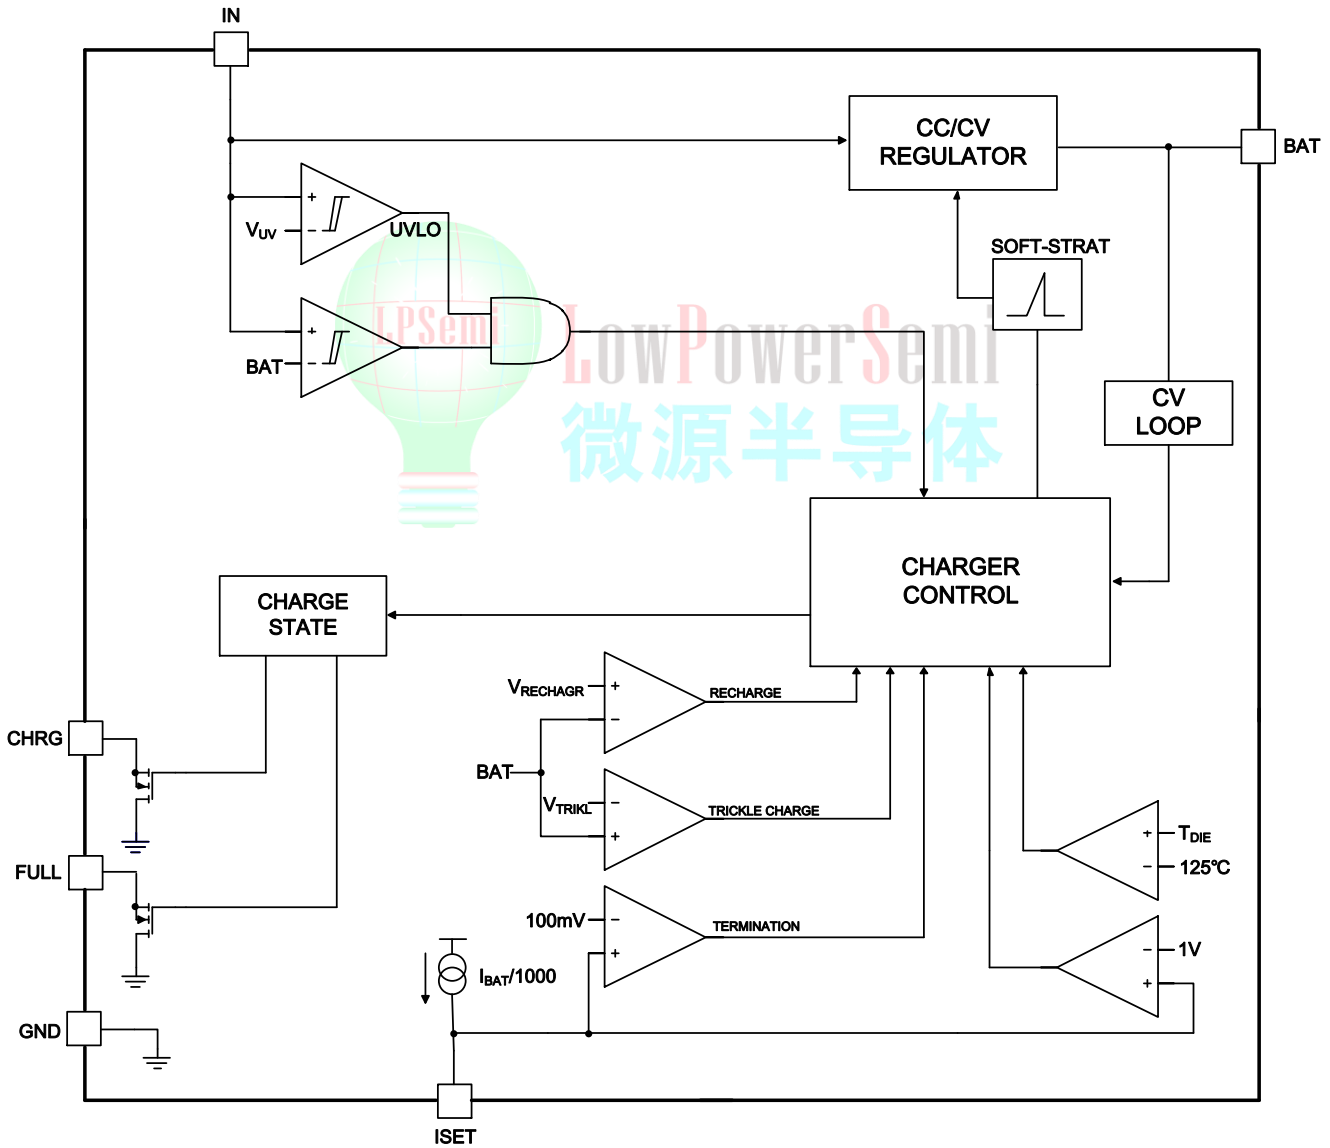 IN
CC/CV
REGULATOR
BAT
+
VUV
-
UVLO
SOFT-STRAT
+
BAT
-
LPSemi
LowPowerSemi
微源半导体
CV
LOOP
CHARGER
CONTROL
CHARGE
STATE
VRECHAGR
+
-
RECHARGE
BAT
VTRIKL
-
+
TRICKLE CHARGE
CHRG
+
TDIE
-
125℃
FULL
100mV
-
+
TERMINATION
-
1V
+
IBAT/1000
GND
ISET